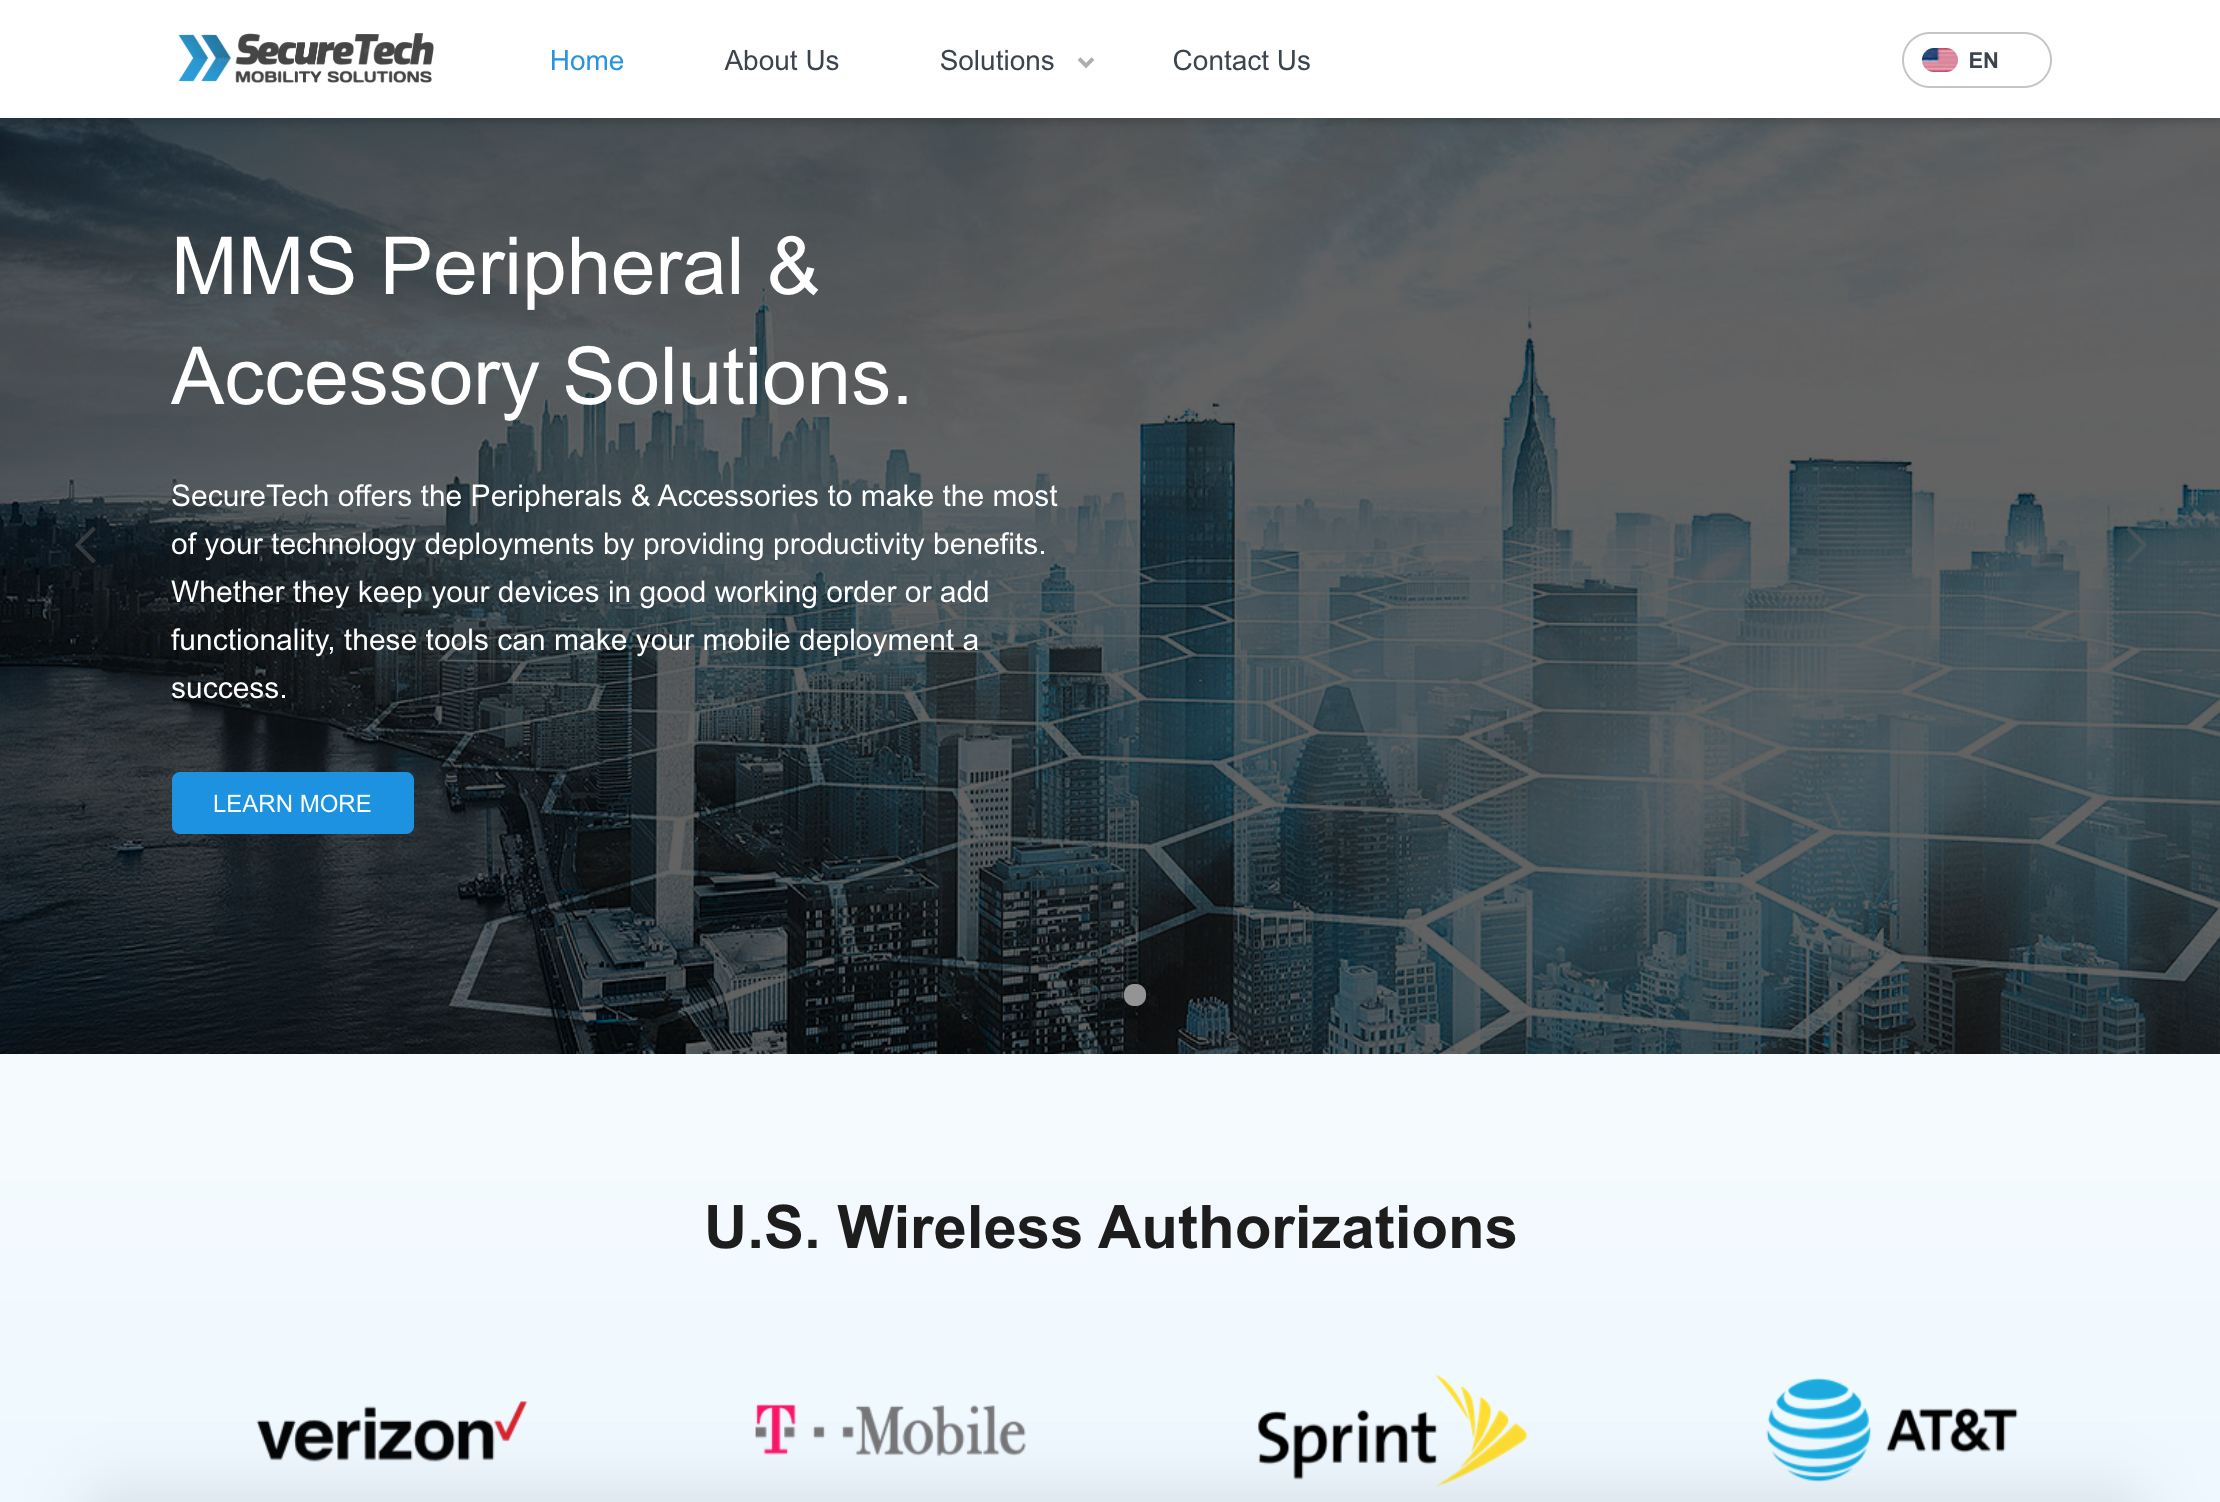 SecureTech
MOBILITY SOLUTIONS
Home
About Us
Solutions
Contact Us
EN
MMS Peripheral &
Accessory Solutions.
SecureTech offers the Peripherals & Accessories to make the most
of your technology deployments by providing productivity benefits.
Whether they keep your devices in good working order or add
functionality, these tools can make your mobile deployment a
success.
LEARN MORE
U.S. Wireless Authorizations
verizon
T··Mobile
Sprint
AT&T